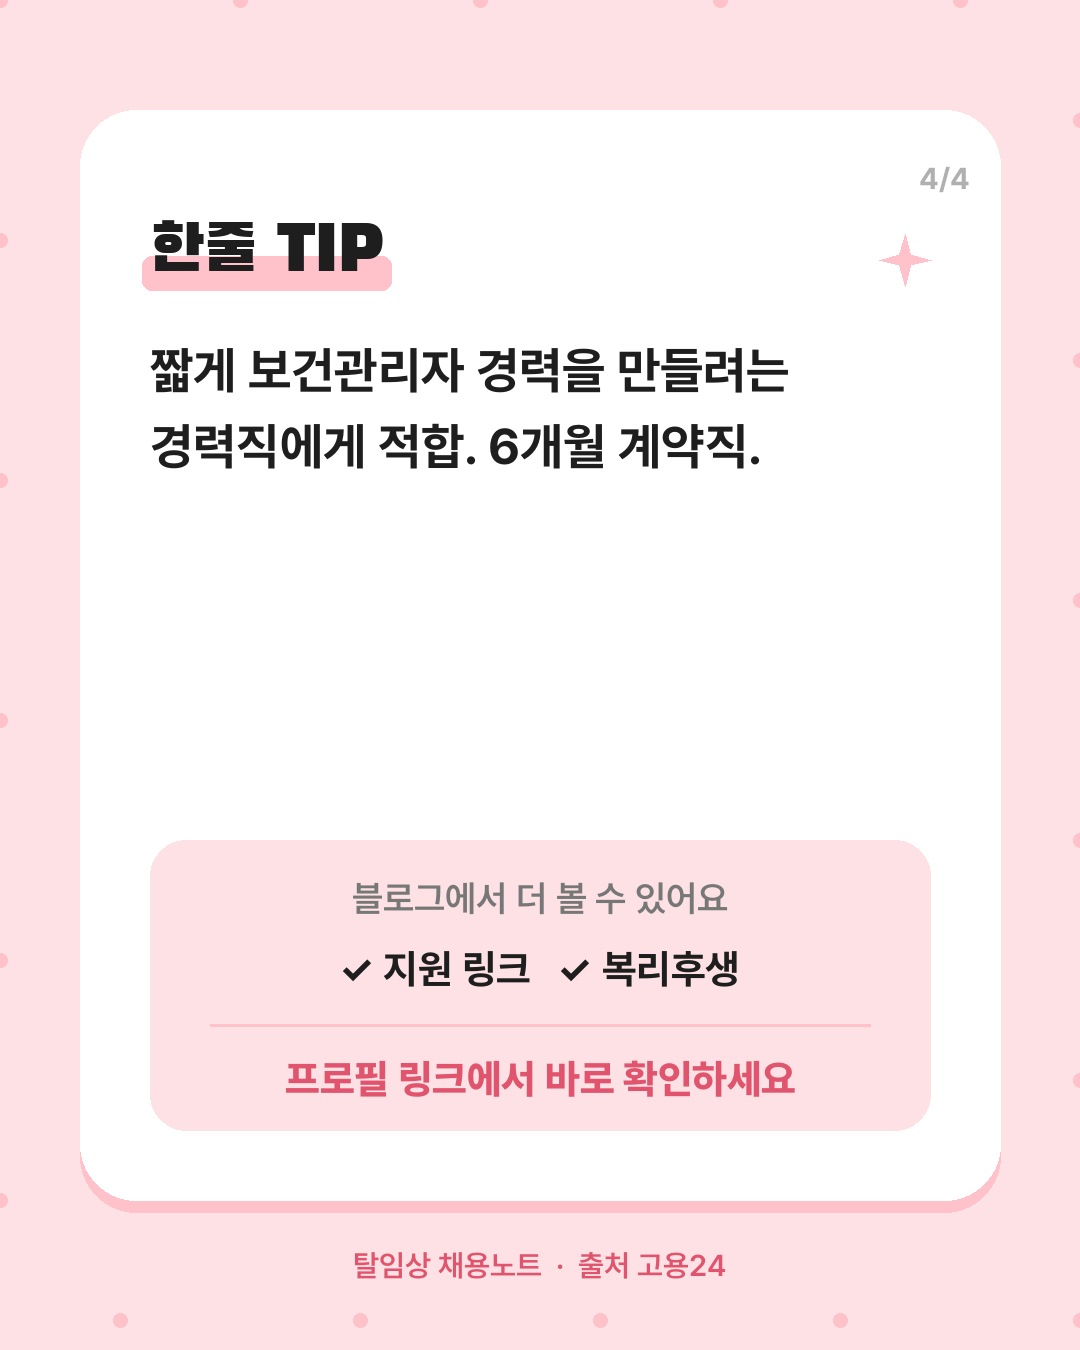 4/4
한줄 TIP
짧게 보건관리자 경력을 만들려는
경력직에게 적합. 6개월 계약직.
블로그에서 더 볼 수 있어요
✓ 지원 링크 ✓ 복리후생
프로필 링크에서 바로 확인하세요
탈임상 채용노트 · 출처 고용24